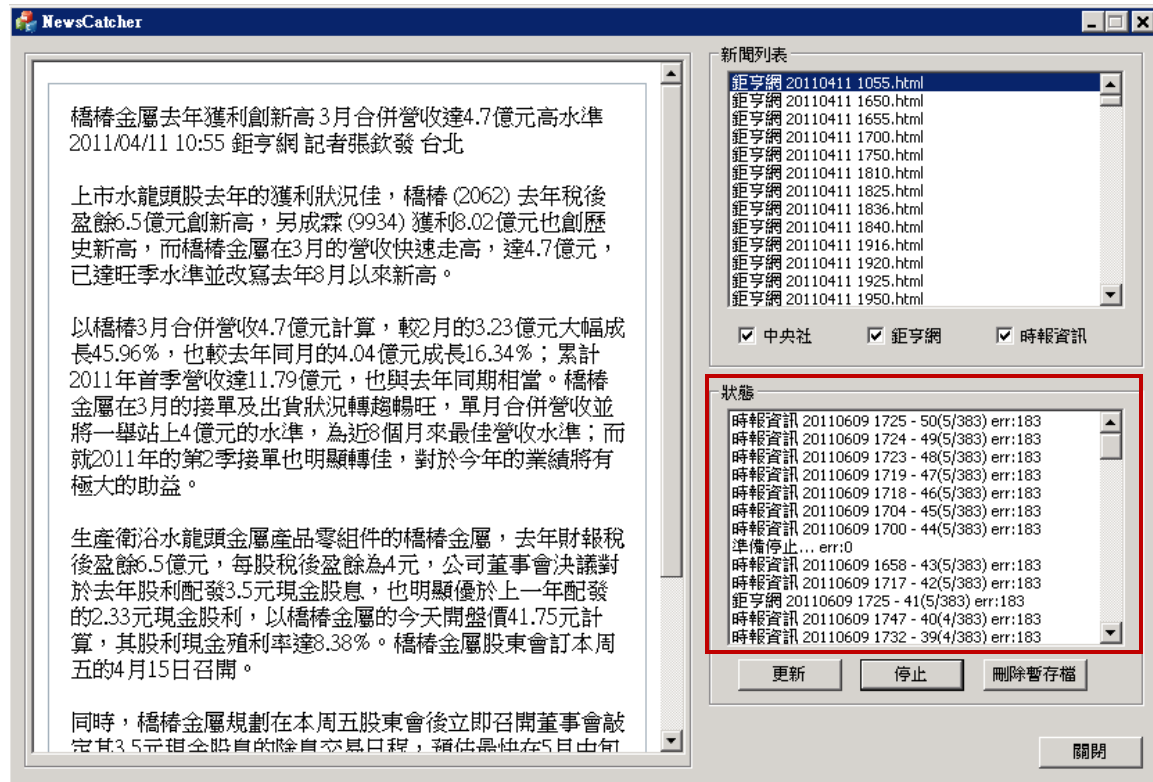 NewsCatcher
橋椿金屬去年獲利創新高 3月合併營收達4.7億元高水準
2011/04/11 10:55 鉅亨網 記者張欽發 台北
上市水龍頭股去年的獲利狀況佳，橋椿 (2062) 去年稅後
盈餘6.5億元創新高，另成霖 (9934) 獲利8.02億元也創歷
史新高，而橋椿金屬在3月的營收快速走高，達4.7億元，
已達旺季水準並改寫去年8月以來新高。
以橋椿3月合併營收4.7億元計算，較2月的3.23億元大幅成
長45.96%，也較去年同月的4.04億元成長16.34%；累計
2011年首季營收達11.79億元，也與去年同期相當。橋椿
金屬在3月的接單及出貨狀況轉趨暢旺，單月合併營收並
將一舉站上4億元的水準，為近8個月來最佳營收水準；而
就2011年的第2季接單也明顯轉佳，對於今年的業績將有
極大的助益。
生產衛浴水龍頭金屬產品零組件的橋椿金屬，去年財報稅
後盈餘6.5億元，每股稅後盈餘為4元，公司董事會決議對
於去年股利配發3.5元現金股息，也明顯優於上一年配發
的2.33元現金股利，以橋椿金屬的今天開盤價41.75元計
算，其股利現金殖利率達8.38%。橋椿金屬股東會訂本周
五的4月15日召開。
同時，橋椿金屬規劃在本周五股東會後立即召開董事會敲
定其3.5元現金股息的除息交易日程，預估最快在5月中旬
新聞列表
鉅亨網 20110411 1055.html
鉅亨網 20110411 1650.html
鉅亨網 20110411 1655.html
鉅亨網 20110411 1700.html
鉅亨網 20110411 1750.html
鉅亨網 20110411 1810.html
鉅亨網 20110411 1825.html
鉅亨網 20110411 1836.html
鉅亨網 20110411 1840.html
鉅亨網 20110411 1916.html
鉅亨網 20110411 1920.html
鉅亨網 20110411 1925.html
鉅亨網 20110411 1950.html
中央社 鉅亨網 時報資訊
狀態
時報資訊 20110609 1725 - 50(5/383) err:183
時報資訊 20110609 1724 - 49(5/383) err:183
時報資訊 20110609 1723 - 48(5/383) err:183
時報資訊 20110609 1719 - 47(5/383) err:183
時報資訊 20110609 1718 - 46(5/383) err:183
時報資訊 20110609 1704 - 45(5/383) err:183
時報資訊 20110609 1700 - 44(5/383) err:183
準備停止... err:0
時報資訊 20110609 1658 - 43(5/383) err:183
時報資訊 20110609 1717 - 42(5/383) err:183
鉅亨網 20110609 1725 - 41(5/383) err:183
時報資訊 20110609 1747 - 40(4/383) err:183
時報資訊 20110609 1732 - 39(4/383) err:183
更新 停止 刪除暫存檔
關閉